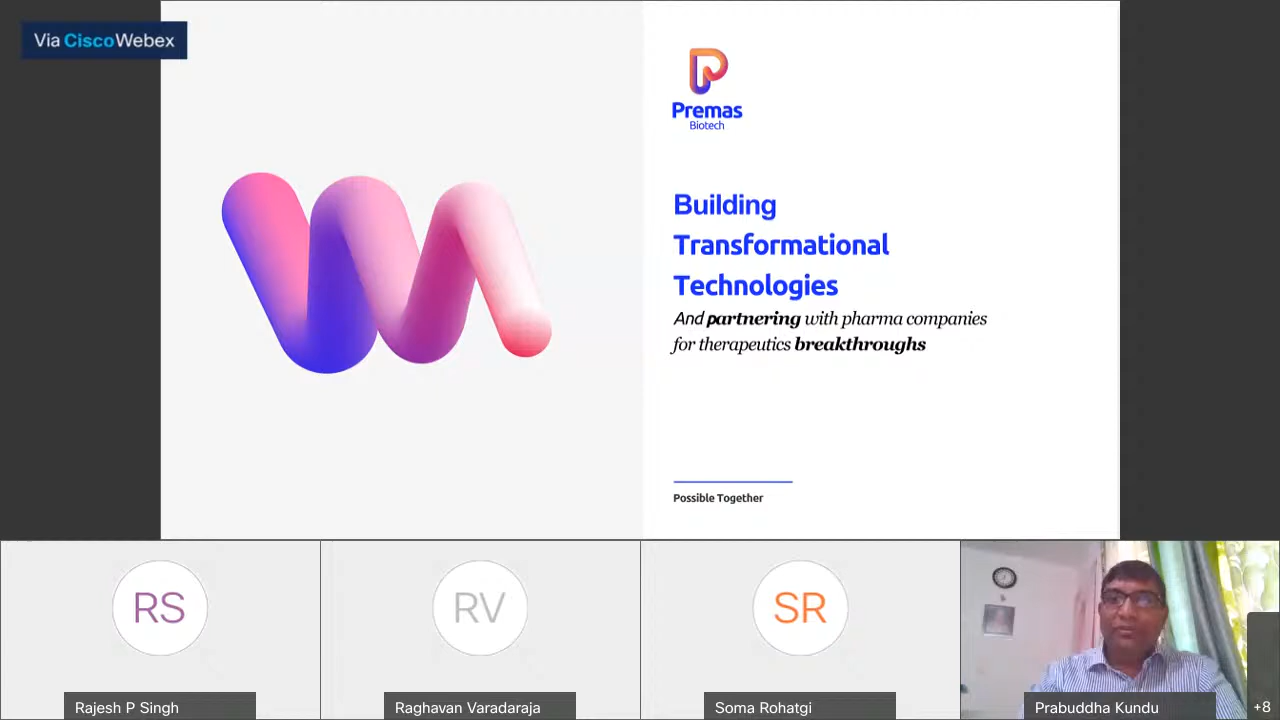 Via CiscoWebex
Premas
Biotech
Building
Transformational
Technologies
And partnering with pharma companies
for therapeutics breakthroughs
Possible Together
RS
RV
SR
Rajesh P Singh
Raghavan Varadaraja
Soma Rohatgi
Prabuddha Kundu
+8